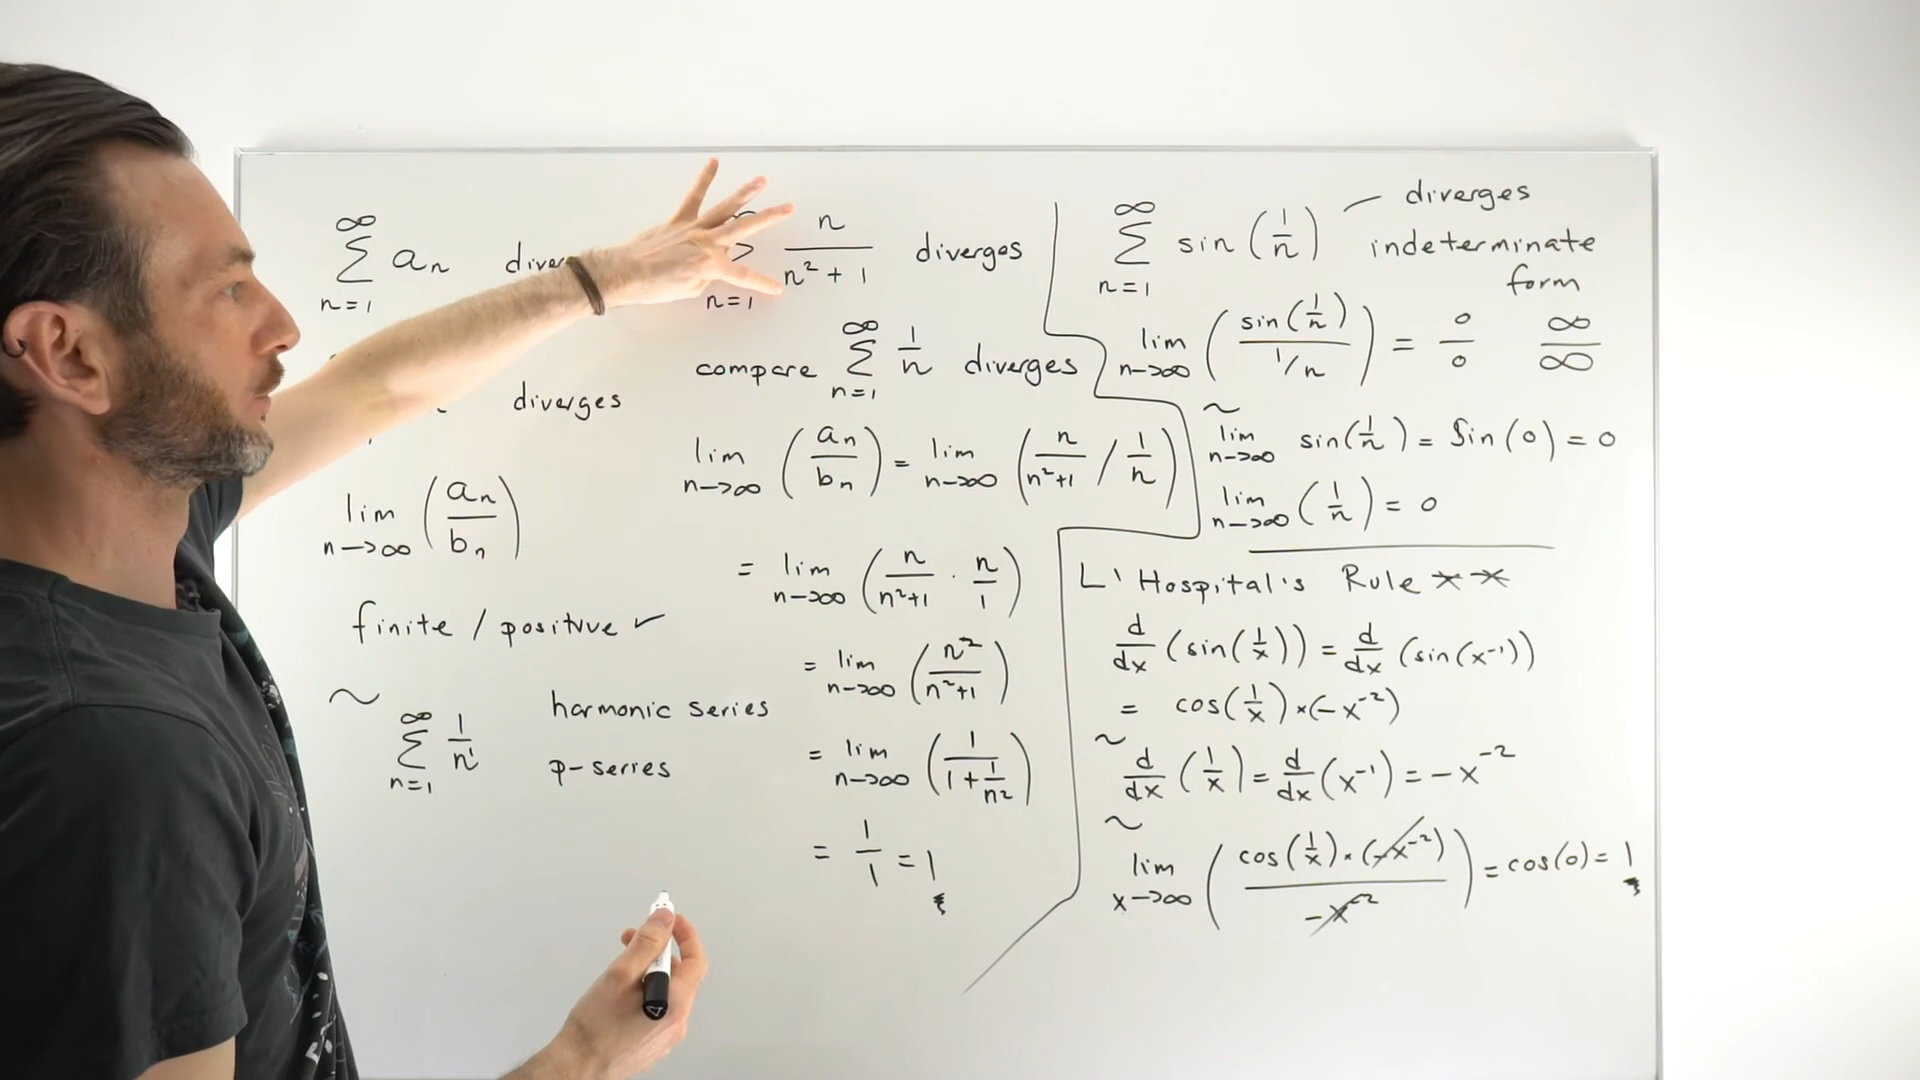 ∞
∑ aₙ
n=1
diverges
lim (aₙ/bₙ)
n→∞
finite / positive ✓
~
∞
∑ 1/n¹ harmonic series
n=1 p-series
n/(n²+1) diverges
n=1
∞
compare ∑ 1/n diverges
n=1
lim (aₙ/bₙ) = lim (n/(n²+1) / 1/n)
n→∞ n→∞
= lim (n/(n²+1) · n/1)
n→∞
= lim (n²/(n²+1))
n→∞
= lim (1/(1+1/n²))
n→∞
= 1/1 = 1
∞
∑ sin(1/n) — diverges
n=1
indeterminate
form
lim (sin(1/n)/(1/n)) = 0/0 ∞/∞
n→∞
~
lim sin(1/n) = sin(0) = 0
n→∞
lim (1/n) = 0
n→∞
L'Hospital's Rule **
d/dx (sin(1/x)) = d/dx (sin(x⁻¹))
= cos(1/x)·(-x⁻²)
~
d/dx (1/x) = d/dx (x⁻¹) = -x⁻²
~
lim (cos(1/x)·(-x⁻²)/-x⁻²) = cos(0) = 1
x→∞